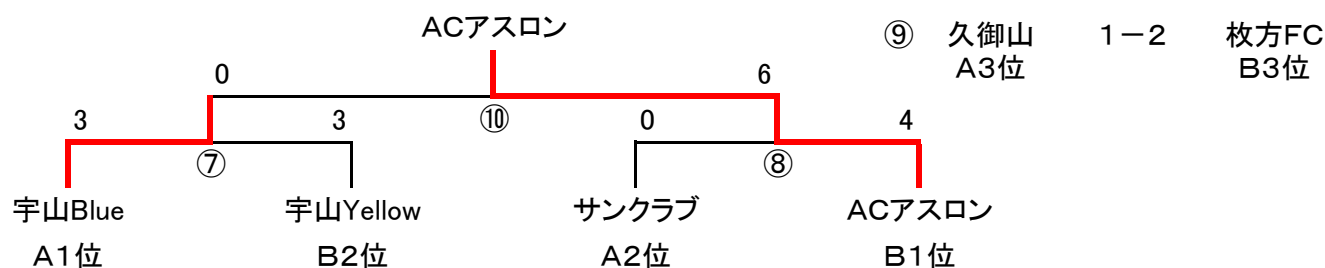 ACアスロン
⑨ 久御山 1-2 枚方FC
A3位 B3位
0 6
3 3 ⑩ 0 4
⑦ ⑧
宇山Blue 宇山Yellow サンクラブ ACアスロン
A1位 B2位 A2位 B1位